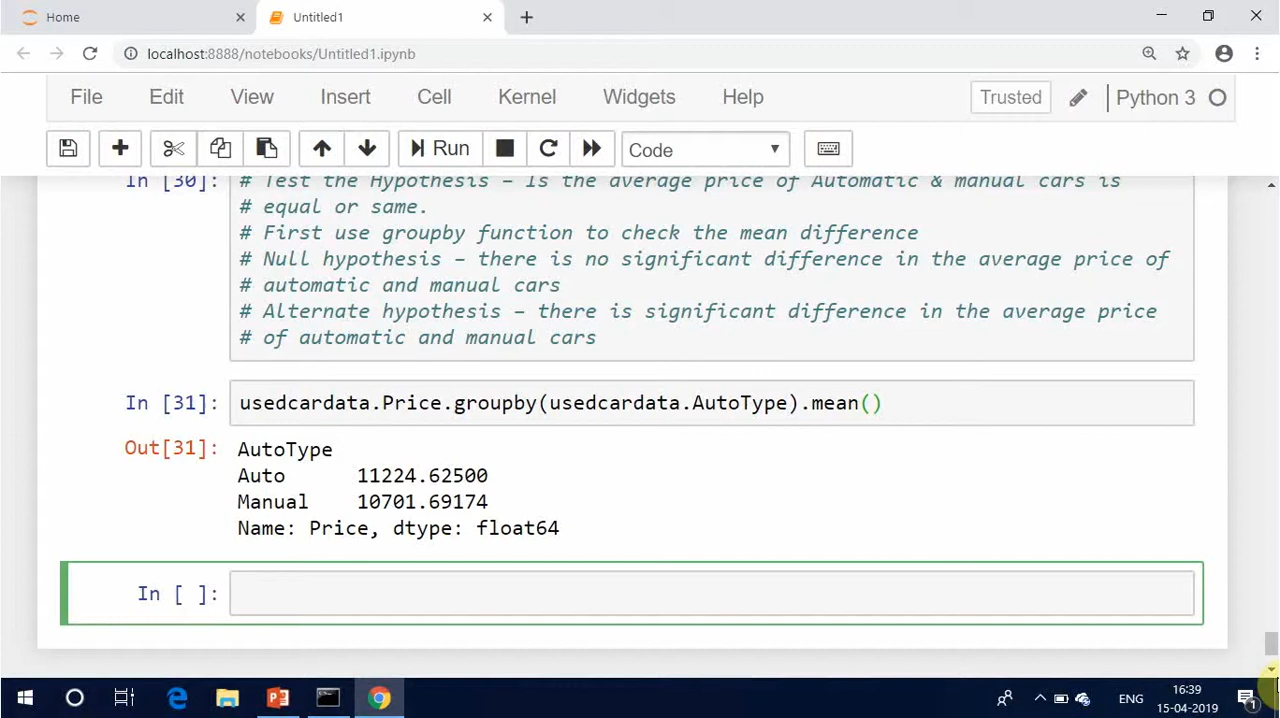 Home
Untitled1
localhost:8888/notebooks/Untitled1.ipynb
File Edit View Insert Cell Kernel Widgets Help Trusted Python 3
Run Code
In [30]: # Test the Hypothesis – Is the average price of Automatic & manual cars is
# equal or same.
# First use groupby function to check the mean difference
# Null hypothesis – there is no significant difference in the average price of
# automatic and manual cars
# Alternate hypothesis – there is significant difference in the average price
# of automatic and manual cars
In [31]: usedcardata.Price.groupby(usedcardata.AutoType).mean()
Out[31]: AutoType
Auto 11224.62500
Manual 10701.69174
Name: Price, dtype: float64
In [ ]:
ENG
16:39
15-04-2019
1